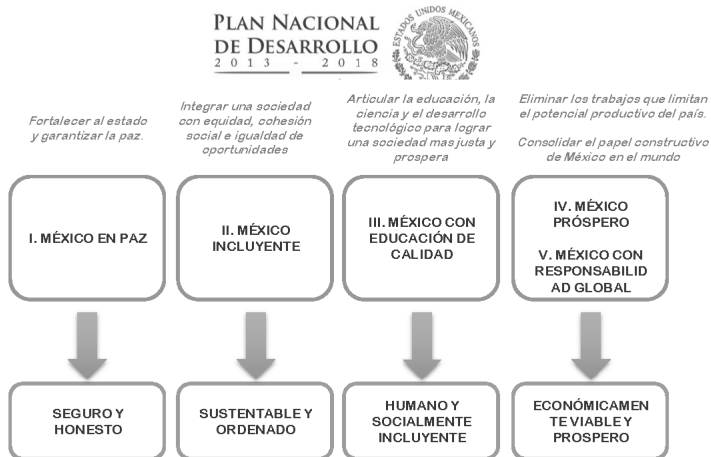 PLAN NACIONAL
DE DESARROLLO
2013 - 2018
ESTADOS UNIDOS MEXICANOS
Fortalecer al estado
y garantizar la paz.
Integrar una sociedad
con equidad, cohesión
social e igualdad de
oportunidades
Articular la educación, la
ciencia y el desarrollo
tecnológico para lograr
una sociedad mas justa y
prospera
Eliminar los trabajos que limitan
el potencial productivo del país.
Consolidar el papel constructivo
de México en el mundo
I. MÉXICO EN PAZ
II. MÉXICO
INCLUYENTE
III. MÉXICO CON
EDUCACIÓN DE
CALIDAD
IV. MÉXICO
PRÓSPERO
V. MÉXICO CON
RESPONSABILID
AD GLOBAL
SEGURO Y
HONESTO
SUSTENTABLE Y
ORDENADO
HUMANO Y
SOCIALMENTE
INCLUYENTE
ECONÓMICAMEN
TE VIABLE Y
PROSPERO